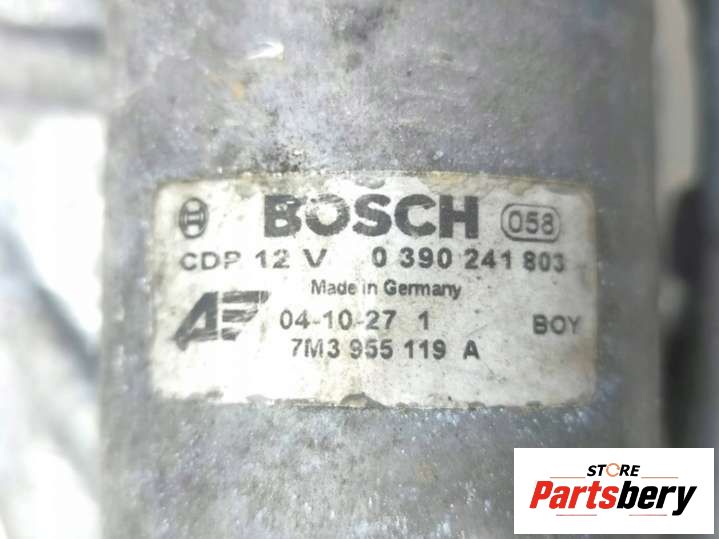 BOSCH 058
CDP 12 V 0 390 241 803
Made in Germany
04-10-27 1 BOY
7M3 955 119 A
STORE
Partsbery